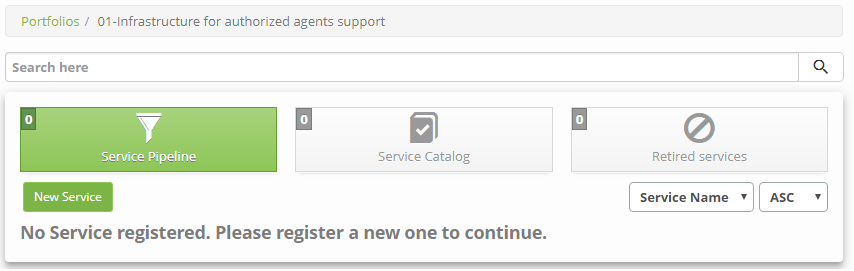 Portfolios / 01-Infrastructure for authorized agents support
Search here
0 0 0
Service Pipeline Service Catalog Retired services
New Service Service Name ASC
No Service registered. Please register a new one to continue.